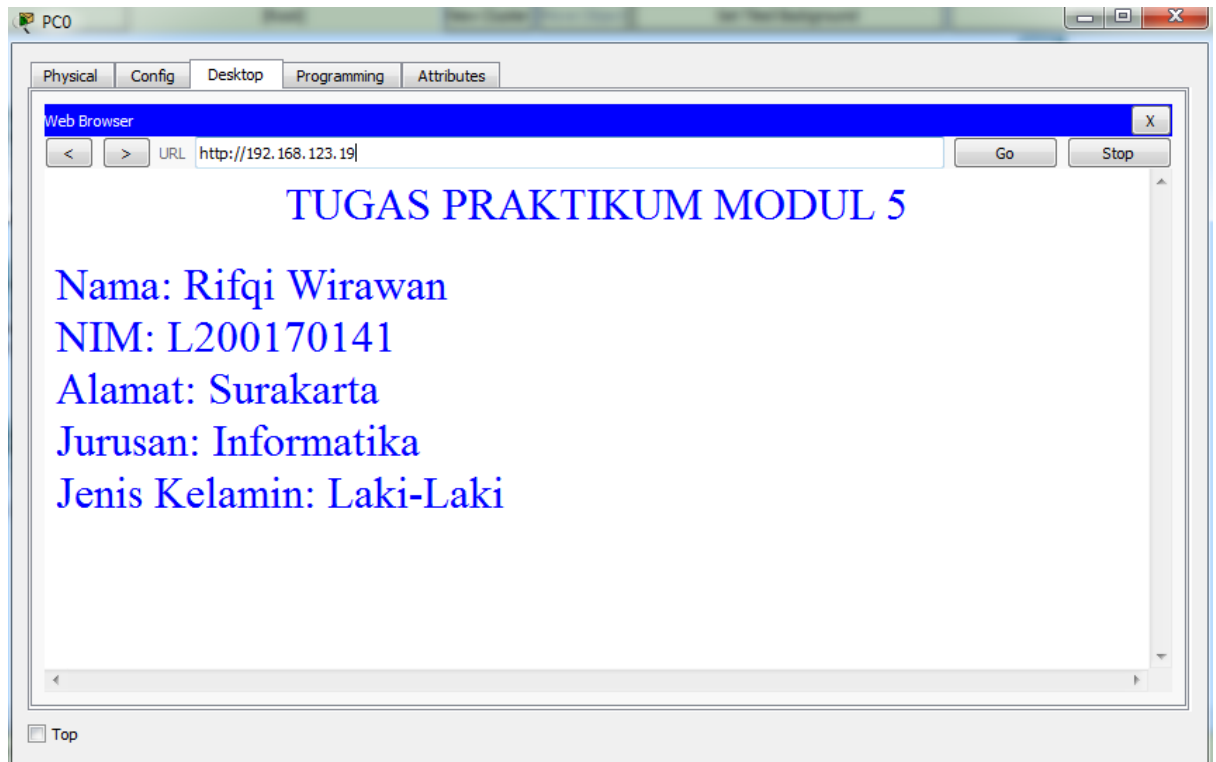 PC0
Physical Config Desktop Programming Attributes
Web Browser X
< > URL http://192.168.123.19 Go Stop
TUGAS PRAKTIKUM MODUL 5
Nama: Rifqi Wirawan
NIM: L200170141
Alamat: Surakarta
Jurusan: Informatika
Jenis Kelamin: Laki-Laki
Top